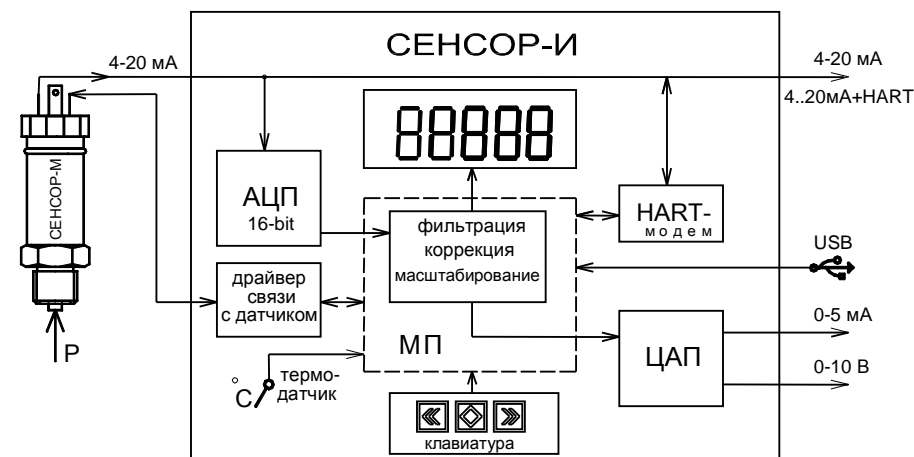 СЕНСОР-И
4-20 мА
4-20 мА
4..20мА+HART
88888
СЕНСОР-М
АЦП
16-bit
HART-
модем
фильтрация
коррекция
масштабирование
USB
драйвер
связи
с датчиком
МП
ЦАП
0-5 мА
0-10 В
P
°C
термо-
датчик
клавиатура